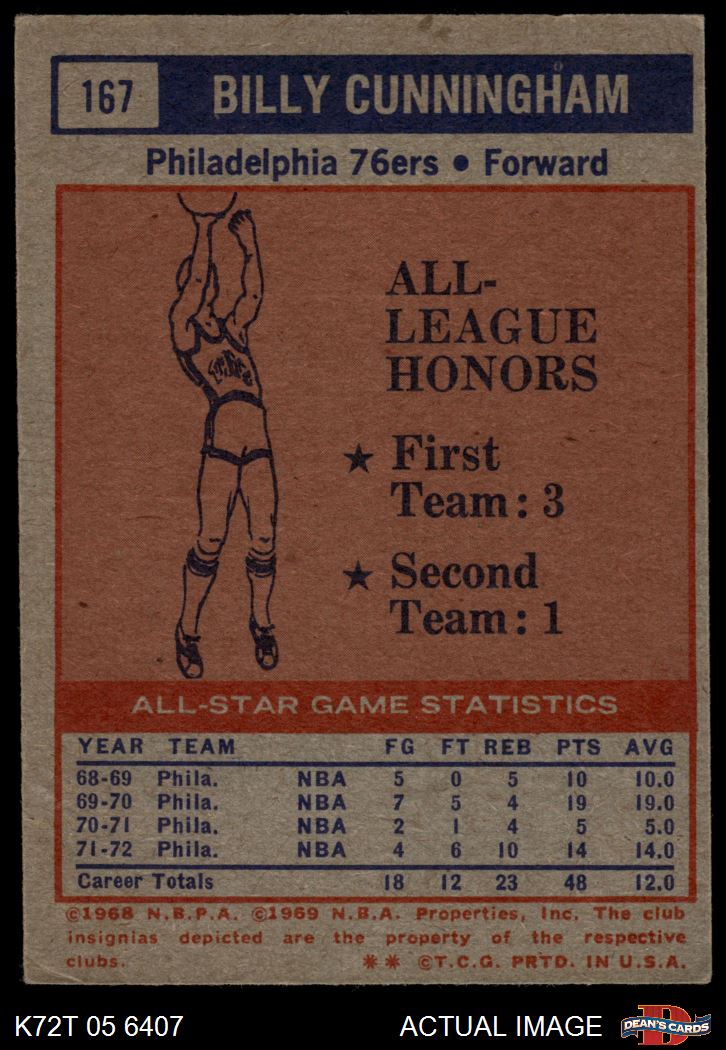 167 BILLY CUNNINGHAM
Philadelphia 76ers • Forward
ALL-
LEAGUE
HONORS
★ First
Team: 3
★ Second
Team: 1
ALL-STAR GAME STATISTICS
YEAR TEAM FG FT REB PTS AVG
68-69 Phila. NBA 5 0 5 10 10.0
69-70 Phila. NBA 7 5 4 19 19.0
70-71 Phila. NBA 2 1 4 5 5.0
71-72 Phila. NBA 4 6 10 14 14.0
Career Totals 18 12 23 48 12.0
©1968 N.B.P.A. ©1969 N.B.A. Properties, Inc. The club
insignias depicted are the property of the respective
clubs. ** ©T.C.G. PRTD. IN U.S.A.
K72T 05 6407 ACTUAL IMAGE
D DEAN'S CARDS